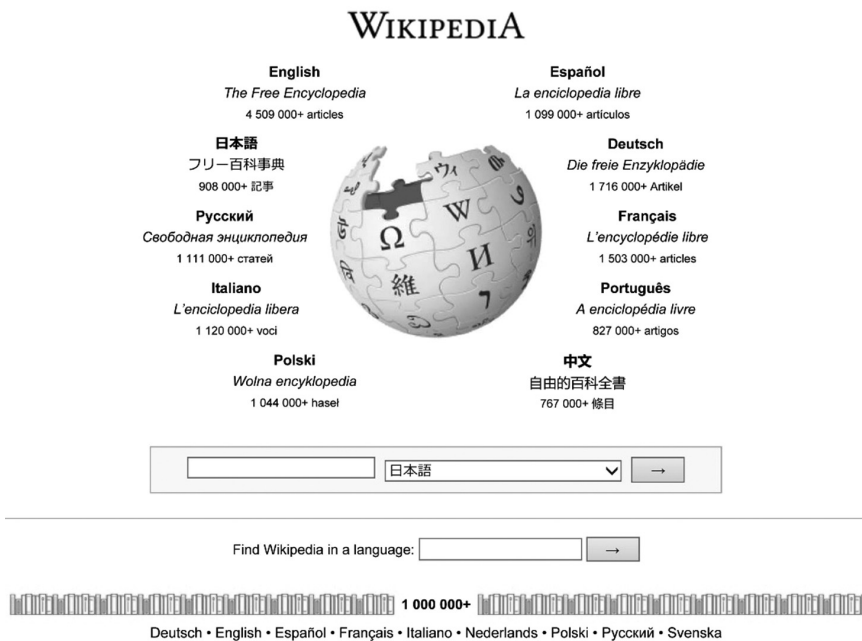 WIKIPEDIA
English
The Free Encyclopedia
4 509 000+ articles
Español
La enciclopedia libre
1 099 000+ artículos
日本語
フリー百科事典
908 000+ 記事
Deutsch
Die freie Enzyklopädie
1 716 000+ Artikel
Русский
Свободная энциклопедия
1 111 000+ статей
Français
L'encyclopédie libre
1 503 000+ articles
Italiano
L'enciclopedia libera
1 120 000+ voci
Português
A enciclopédia livre
827 000+ artigos
Polski
Wolna encyklopedia
1 044 000+ haseł
中文
自由的百科全書
767 000+ 條目
Ω
W
И
維
ウィ
日本語
→
Find Wikipedia in a language:
→
1 000 000+
Deutsch • English • Español • Français • Italiano • Nederlands • Polski • Русский • Svenska